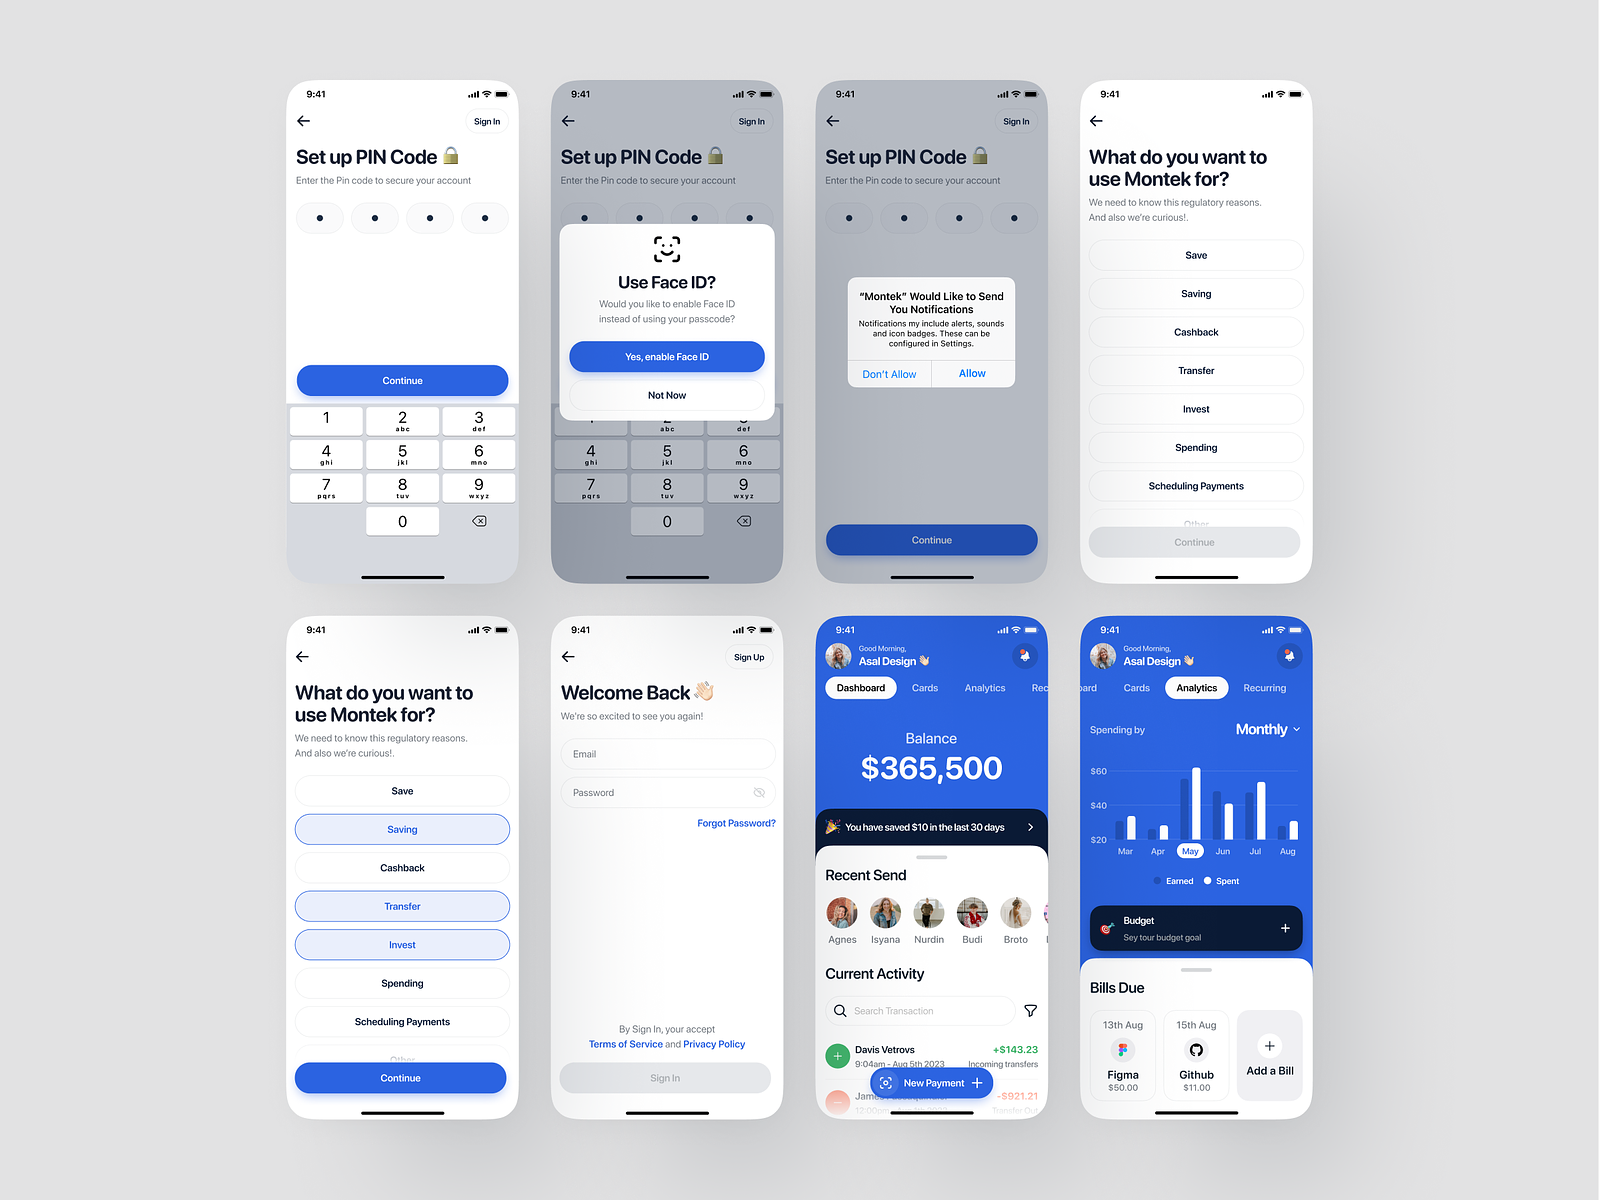 9:41
Sign In
Set up PIN Code
Enter the Pin code to secure your account
Continue
1
2
abc
3
def
4
ghi
5
jkl
6
mno
7
pqrs
8
tuv
9
wxyz
0
9:41
Sign In
Set up PIN Code
Enter the Pin code to secure your account
Use Face ID?
Would you like to enable Face ID
instead of using your passcode?
Yes, enable Face ID
Not Now
abc
def
4
ghi
5
jkl
6
mno
7
pqrs
8
tuv
9
wxyz
0
9:41
Sign In
Set up PIN Code
Enter the Pin code to secure your account
“Montek” Would Like to Send
You Notifications
Notifications my include alerts, sounds
and icon badges. These can be
configured in Settings.
Don’t Allow
Allow
Continue
9:41
What do you want to
use Montek for?
We need to know this regulatory reasons.
And also we’re curious!.
Save
Saving
Cashback
Transfer
Invest
Spending
Scheduling Payments
Other
Continue
9:41
What do you want to
use Montek for?
We need to know this regulatory reasons.
And also we’re curious!.
Save
Saving
Cashback
Transfer
Invest
Spending
Scheduling Payments
Other
Continue
9:41
Sign Up
Welcome Back
We’re so excited to see you again!
Email
Password
Forgot Password?
By Sign In, your accept
Terms of Service and Privacy Policy
Sign In
9:41
Good Morning,
Asal Design
Dashboard Cards Analytics Rec
Balance
$365,500
You have saved $10 in the last 30 days
Recent Send
Agnes Isyana Nurdin Budi Broto
Current Activity
Search Transaction
Davis Vetrovs +$143.23
9:04am - Aug 5th 2023 Incoming transfers
James -$921.21
12:00pm Transfer Out
New Payment
9:41
Good Morning,
Asal Design
ard Cards Analytics Recurring
Spending by Monthly
$60
$40
$20
Mar Apr May Jun Jul Aug
Earned Spent
Budget
Sey tour budget goal
Bills Due
13th Aug
Figma
$50.00
15th Aug
Github
$11.00
Add a Bill